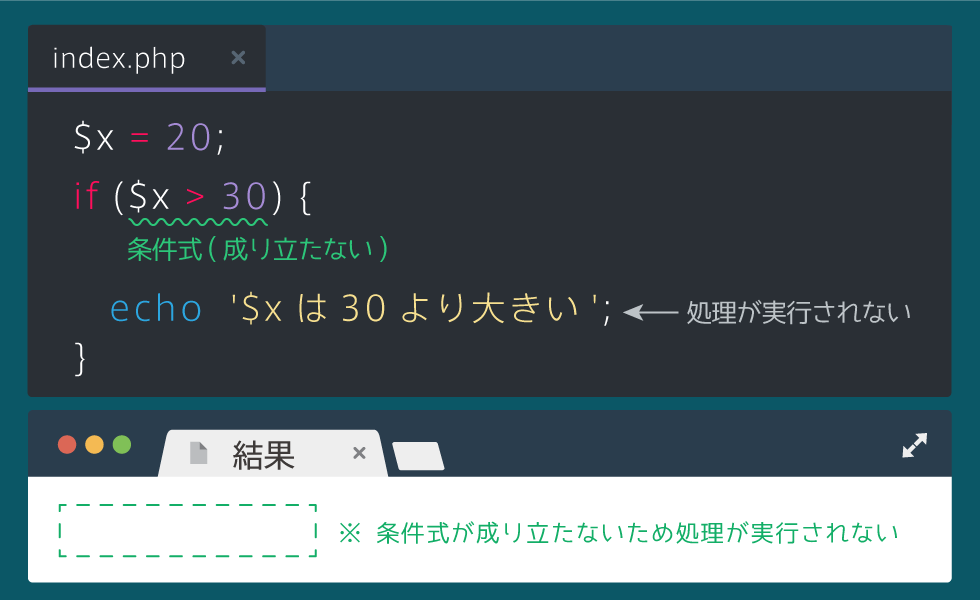 index.php ×
$x = 20;
if ($x > 30) {
条件式(成り立たない)
echo '$x は 30 より大きい '; 処理が実行されない
}
結果 ×
※ 条件式が成り立たないため処理が実行されない